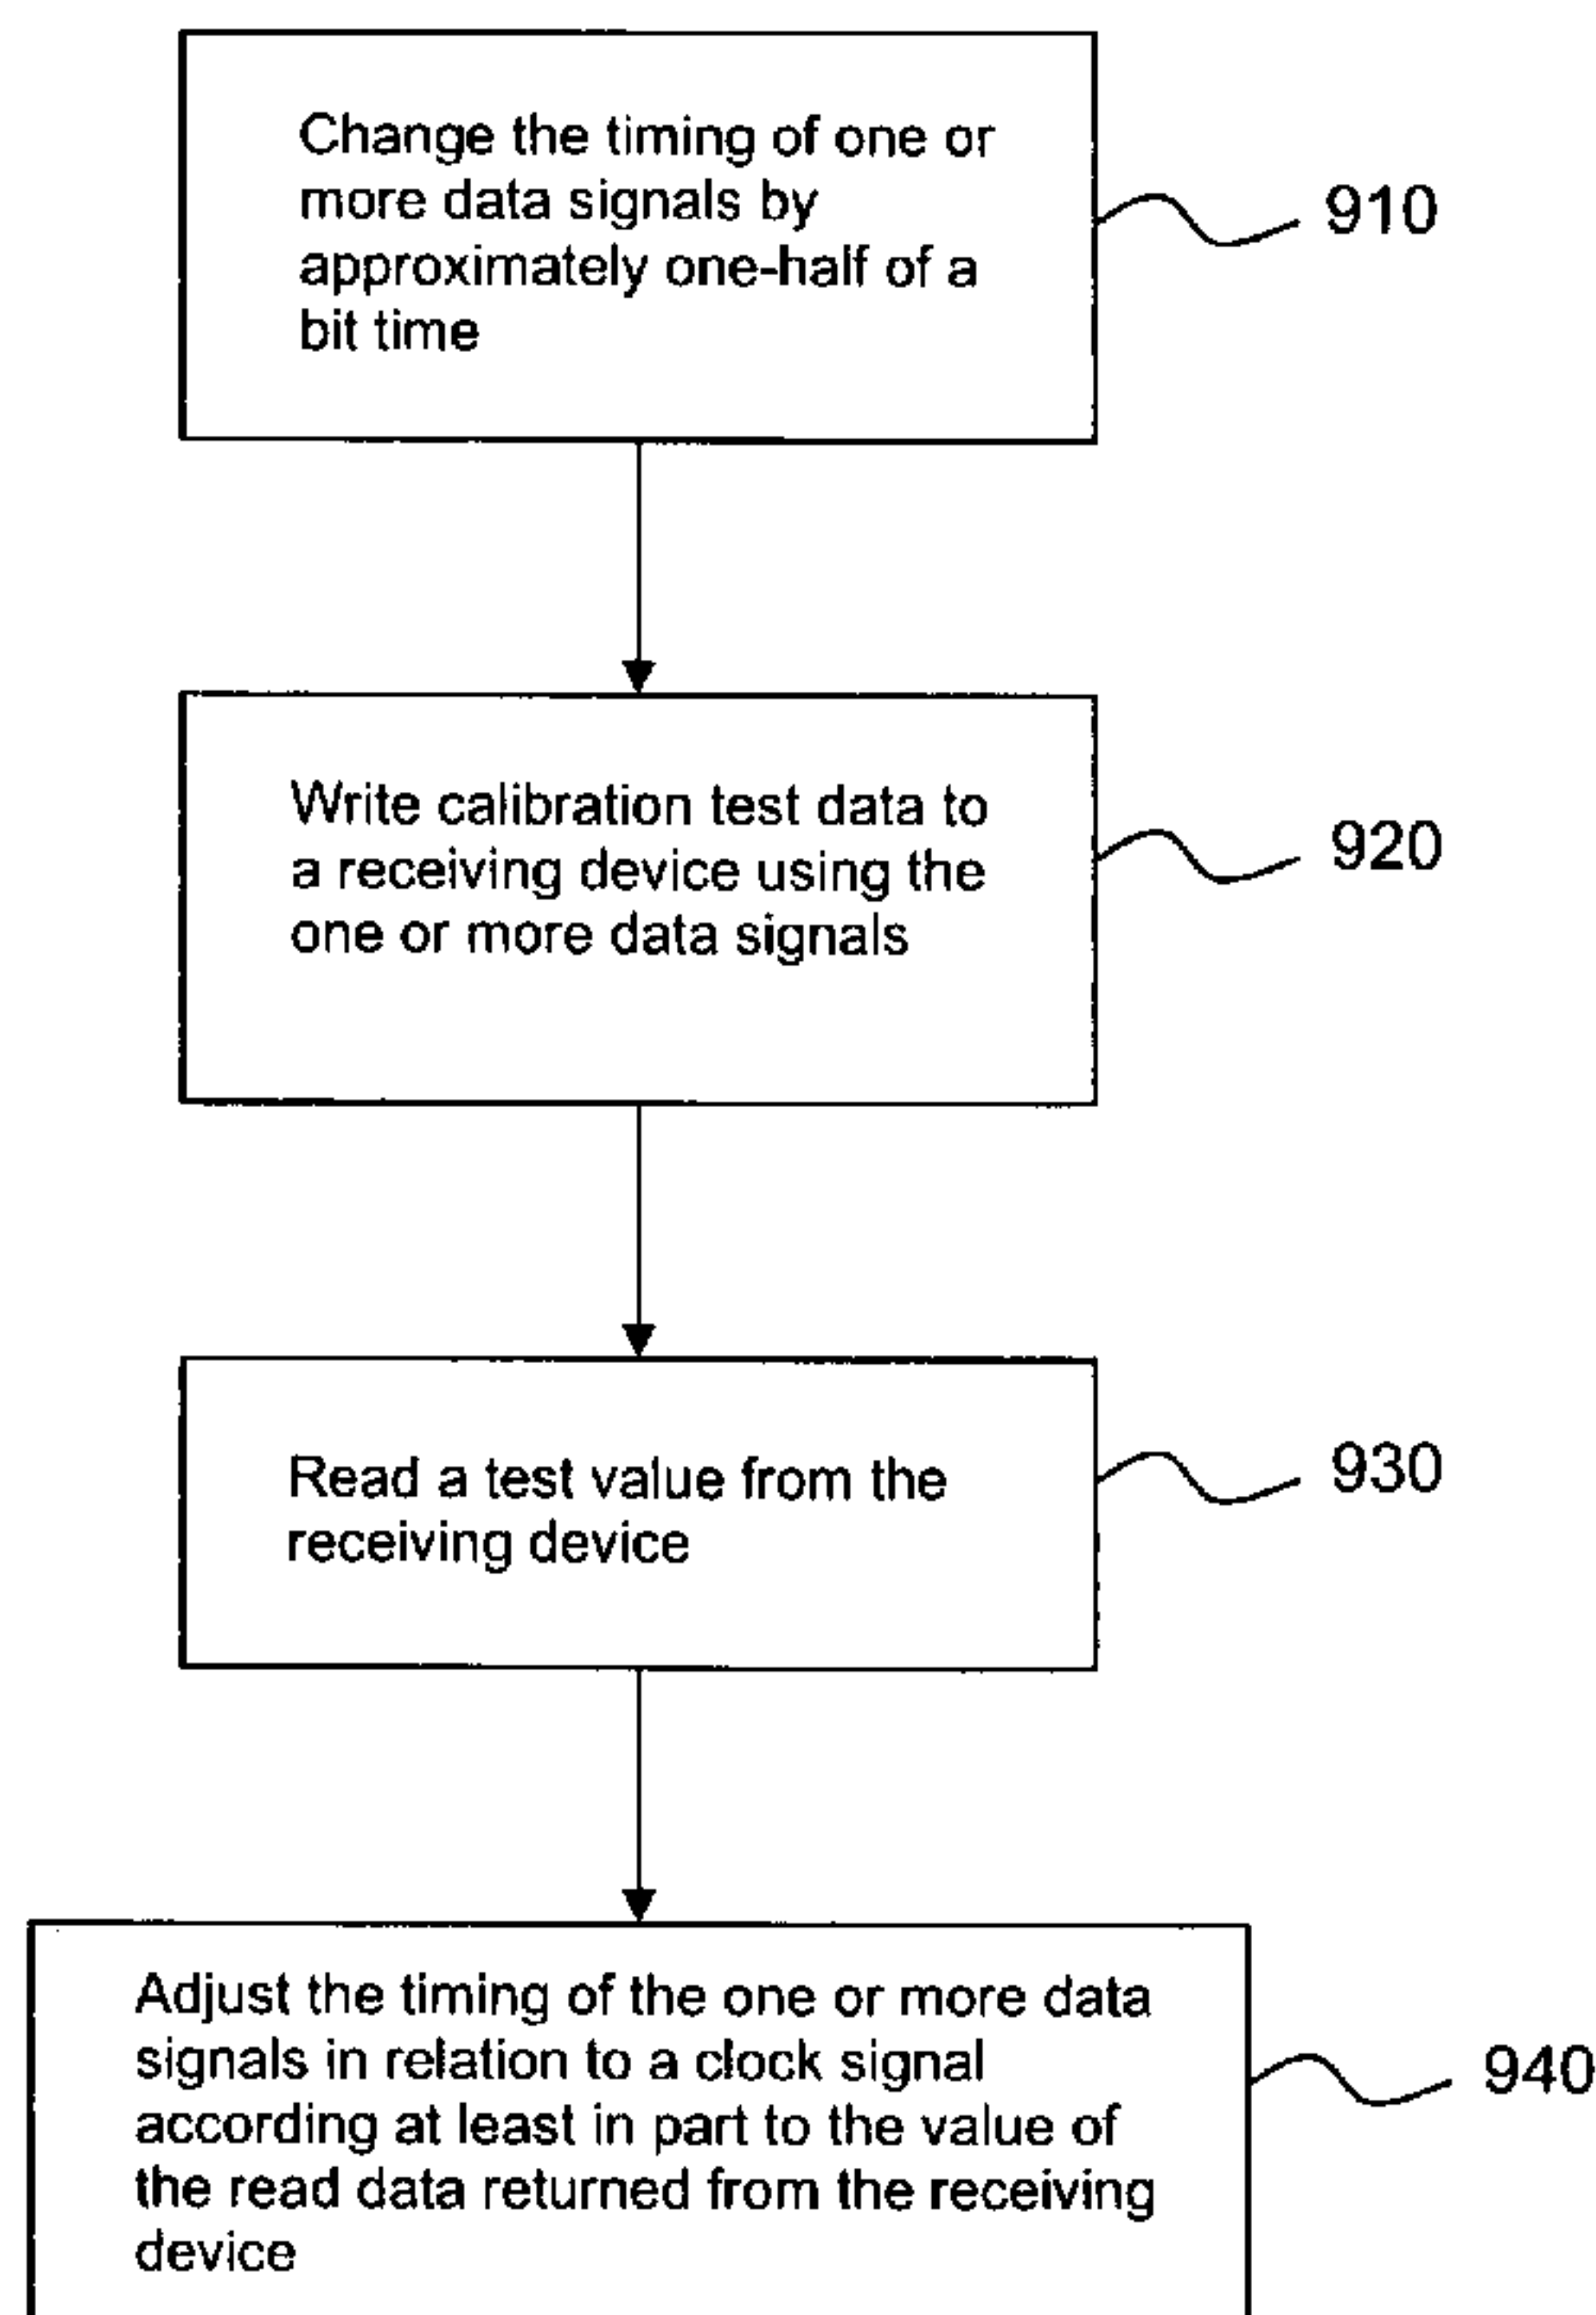 Change the timing of one or
more data signals by
approximately one-half of a
bit time
910
Write calibration test data to
a receiving device using the
one or more data signals
920
Read a test value from the
receiving device
930
Adjust the timing of the one or more data
signals in relation to a clock signal
according at least in part to the value of
the read data returned from the receiving
device
940